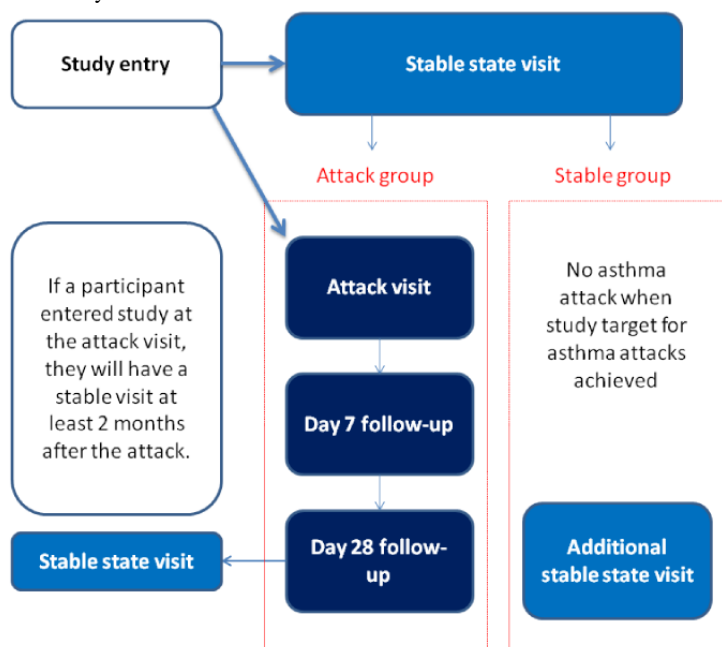 Study entry
Stable state visit
Attack group
Stable group
If a participant
entered study at
the attack visit,
they will have a
stable visit at
least 2 months
after the attack.
Attack visit
No asthma
attack when
study target for
asthma attacks
achieved
Day 7 follow-up
Day 28 follow-
up
Stable state visit
Additional
stable state visit